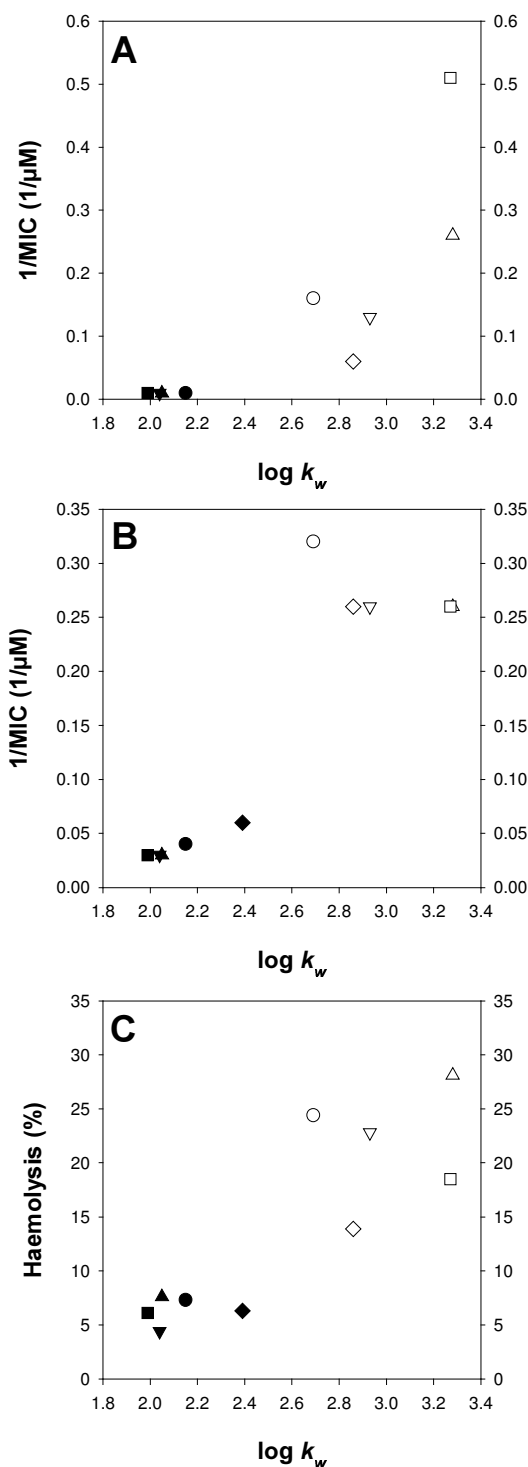 A
0.6 0.6
0.5 0.5
0.4 0.4
0.3 0.3
0.2 0.2
0.1 0.1
0.0 0.0
1/MIC (1/µM)
1.8 2.0 2.2 2.4 2.6 2.8 3.0 3.2 3.4
log k_w
B
0.35 0.35
0.30 0.30
0.25 0.25
0.20 0.20
0.15 0.15
0.10 0.10
0.05 0.05
0.00 0.00
1/MIC (1/µM)
1.8 2.0 2.2 2.4 2.6 2.8 3.0 3.2 3.4
log k_w
C
35 35
30 30
25 25
20 20
15 15
10 10
5 5
0 0
Haemolysis (%)
1.8 2.0 2.2 2.4 2.6 2.8 3.0 3.2 3.4
log k_w